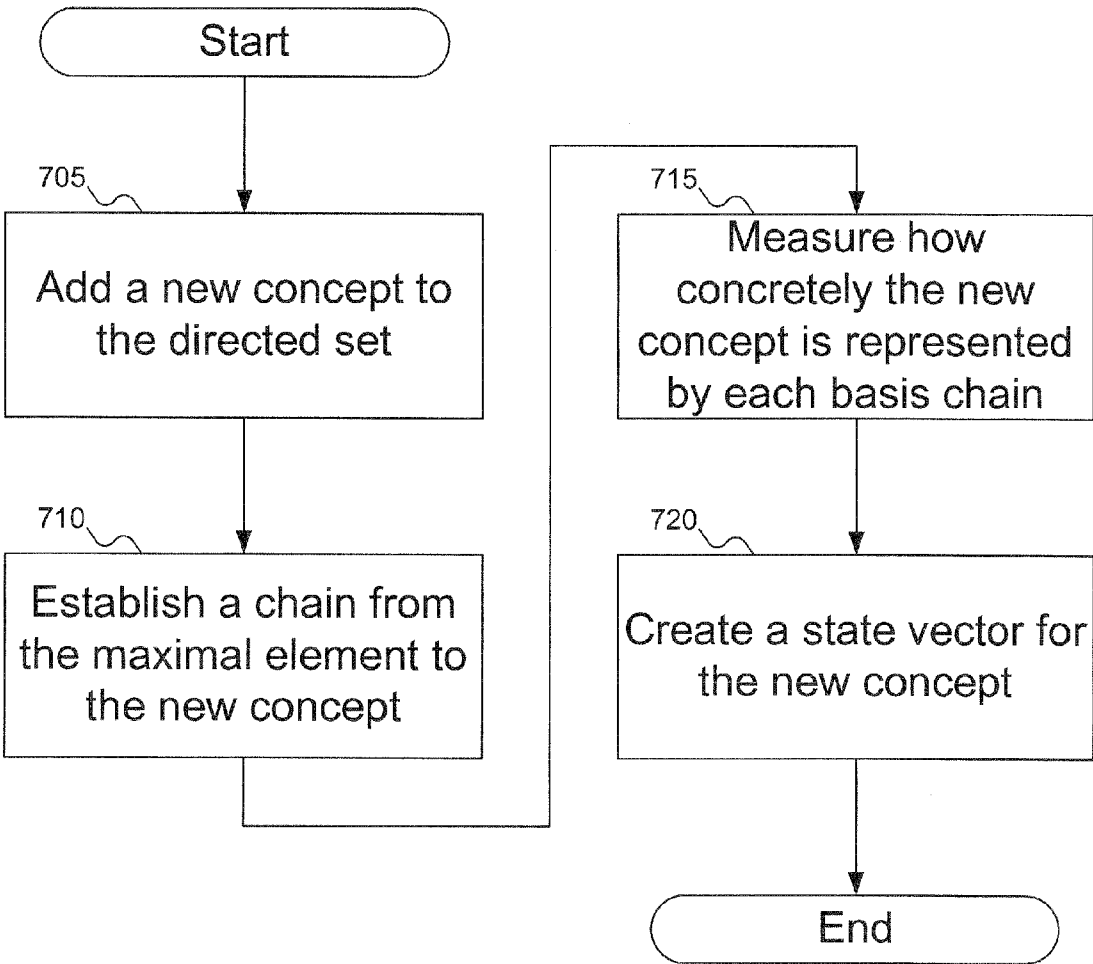 Start
705
Add a new concept to
the directed set
710
Establish a chain from
the maximal element to
the new concept
715
Measure how
concretely the new
concept is represented
by each basis chain
720
Create a state vector for
the new concept
End